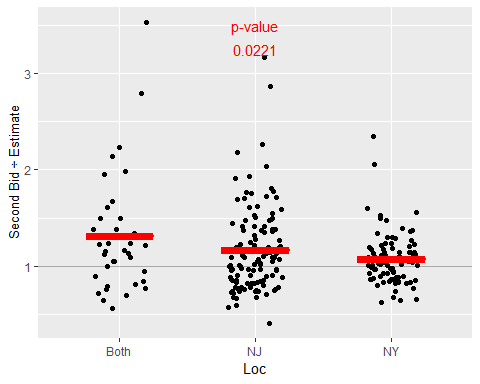 p-value
0.0221
3
2
1
Second Bid ÷ Estimate
Both NJ NY
Loc